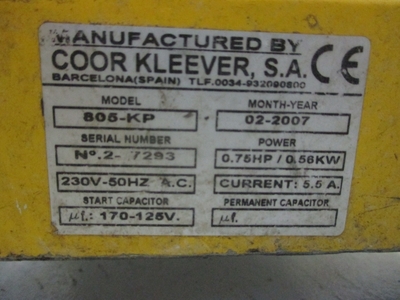 MANUFACTURED BY
COOR KLEEVER, S.A. CE
BARCELONA(SPAIN) TLF.0034-932090800
MODEL MONTH-YEAR
805-KP 02-2007
SERIAL NUMBER POWER
Nº.2- 7293 0.75HP / 0.56KW
230V-50HZ A.C. CURRENT: 5.5 A.
START CAPACITOR PERMANENT CAPACITOR
µf.: 170-125V. µf.